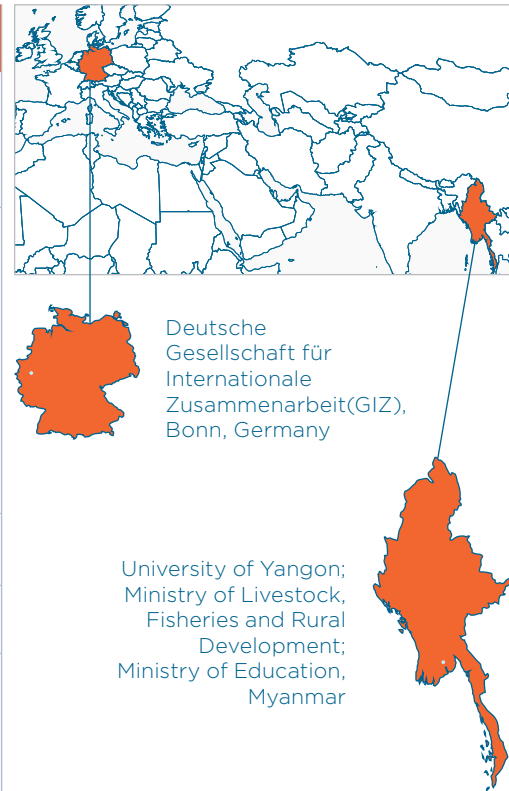 Deutsche
Gesellschaft für
Internationale
Zusammenarbeit(GIZ),
Bonn, Germany
University of Yangon;
Ministry of Livestock,
Fisheries and Rural
Development;
Ministry of Education,
Myanmar